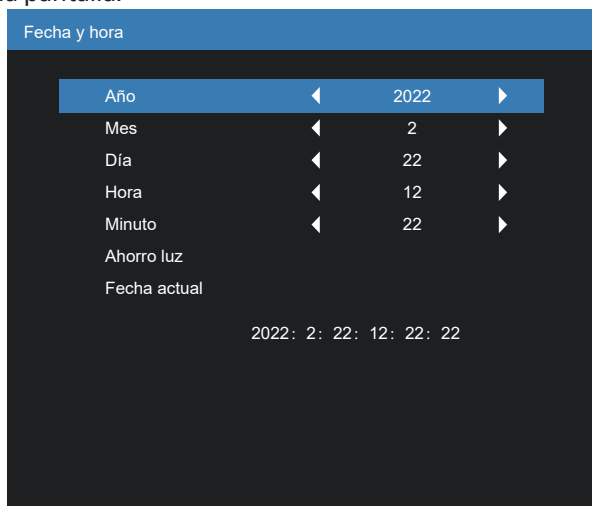 Fecha y hora
Año 2022
Mes 2
Día 22
Hora 12
Minuto 22
Ahorro luz
Fecha actual
2022: 2: 22: 12: 22: 22